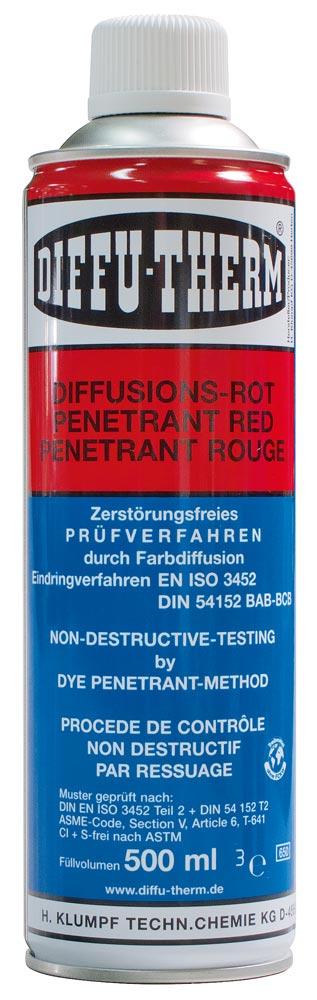 DIFFU-THERM®
DIFFUSIONS-ROT
PENETRANT RED
PENETRANT ROUGE
Zerstörungsfreies
PRÜFVERFAHREN
durch Farbdiffusion
Eindringverfahren EN ISO 3452
DIN 54152 BAB-BCB
NON-DESTRUCTIVE-TESTING
by
DYE PENETRANT-METHOD
PROCEDE DE CONTRÔLE
NON DESTRUCTIF
PAR RESSUAGE
Muster geprüft nach:
DIN EN ISO 3452 Teil 2 + DIN 54 152 T2
ASME-Code, Section V, Article 6, T-641
Cl + S-frei nach ASTM
Füllvolumen 500 ml 3 650
www.diffu-therm.de
H. KLUMPF TECHN.CHEMIE KG